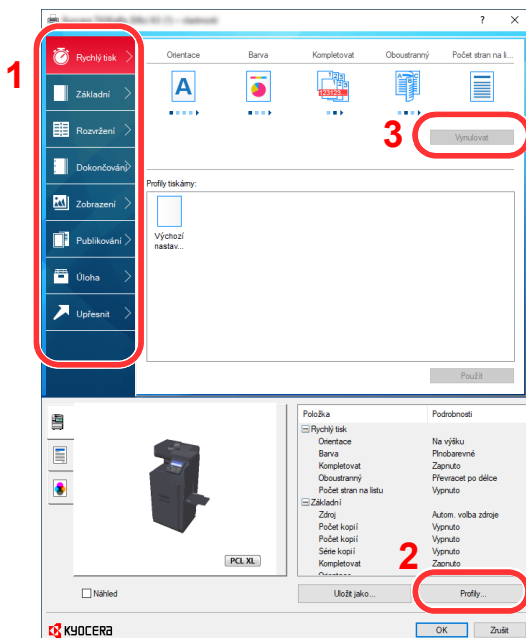 ? ×
1
Rychlý tisk
Základní
Rozvržení
Dokončování
Zobrazení
Publikování
Úloha
Upřesnit
Orientace Barva Kompletovat Oboustranný Počet stran na li...
A 123123
3
Vynulovat
Profily tiskárny:
Výchozí
nastav...
Použít
PCL XL
Náhled
Položka Podrobnosti
Rychlý tisk
Orientace Na výšku
Barva Plnobarevné
Kompletovat Zapnuto
Oboustranný Převracet po délce
Počet stran na listu Vypnuto
Základní
Zdroj Autom. volba zdroje
Počet kopií Vypnuto
Počet kopií Vypnuto
Série kopií Vypnuto
Kompletovat Zapnuto
2
Uložit jako... Profily...
KYOCERA
OK Zrušit